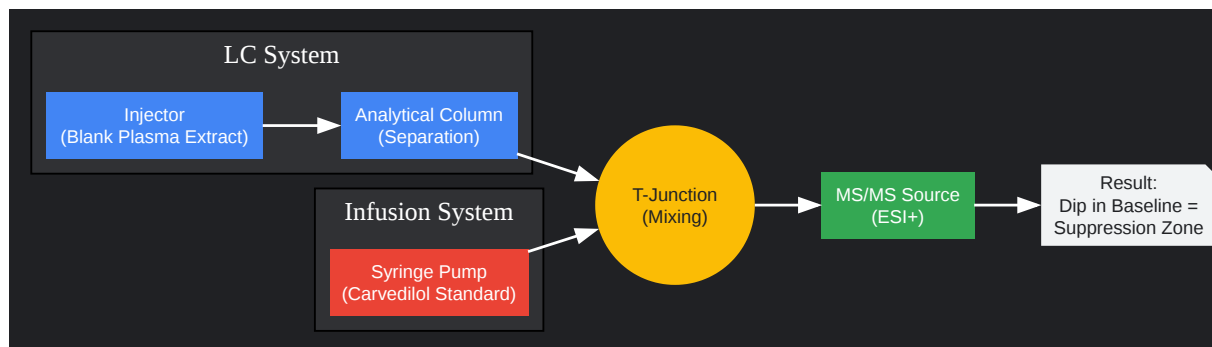 LC System
Injector
(Blank Plasma Extract)
Analytical Column
(Separation)
Infusion System
Syringe Pump
(Carvedilol Standard)
T-Junction
(Mixing)
MS/MS Source
(ESI+)
Result:
Dip in Baseline =
Suppression Zone